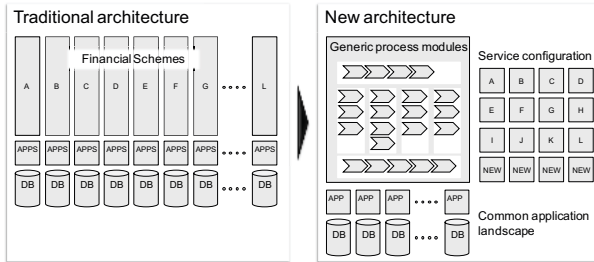 Traditional architecture
Financial Schemes
A B C D E F G L
APPS APPS APPS APPS APPS APPS APPS APPS
DB DB DB DB DB DB DB DB
New architecture
Generic process modules
Service configuration
A B C D
E F G H
I J K L
NEW NEW NEW NEW
APP APP APP APP
DB DB DB DB
Common application
landscape